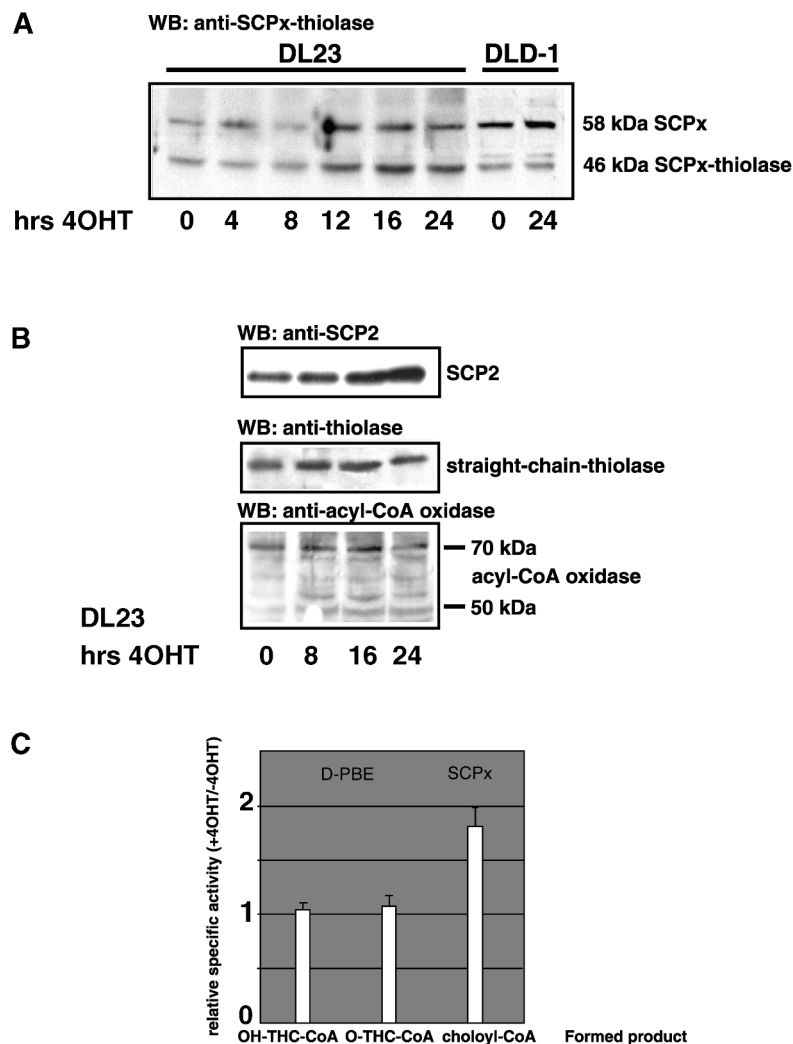 A
WB: anti-SCPx-thiolase
DL23 DLD-1
58 kDa SCPx
46 kDa SCPx-thiolase
hrs 4OHT 0 4 8 12 16 24 0 24
B
WB: anti-SCP2
SCP2
WB: anti-thiolase
straight-chain-thiolase
WB: anti-acyl-CoA oxidase
70 kDa
acyl-CoA oxidase
50 kDa
DL23
hrs 4OHT 0 8 16 24
C
relative specific activity (+4OHT/-4OHT)
D-PBE SCPx
2
1
0
OH-THC-CoA O-THC-CoA choloyl-CoA Formed product